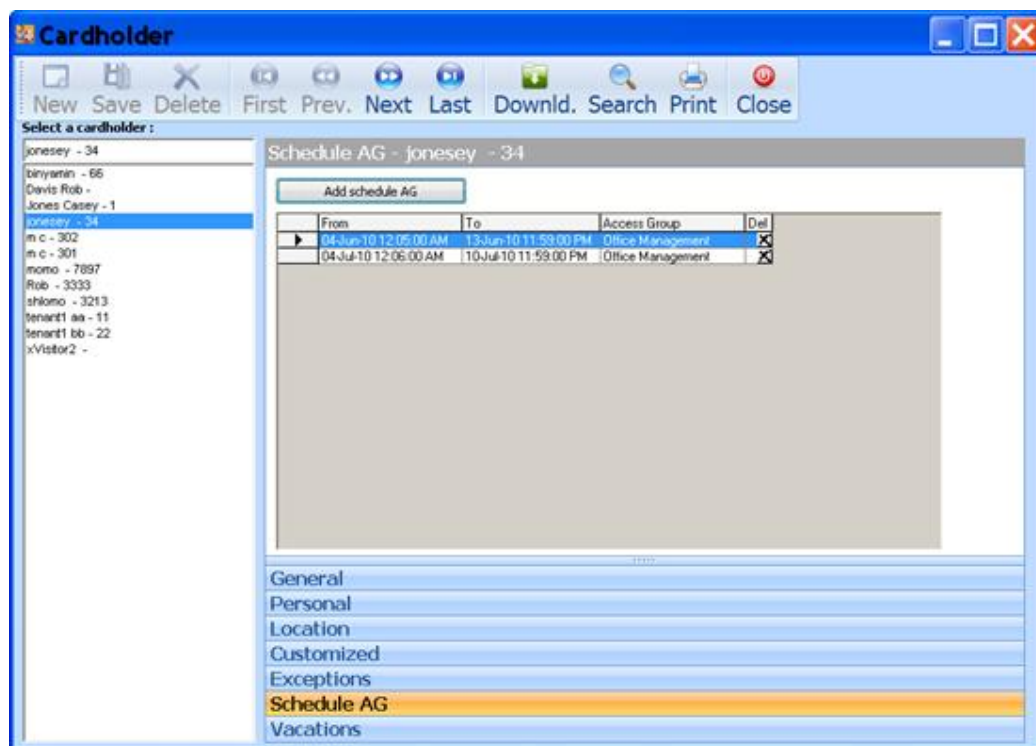 Cardholder
New Save Delete First Prev. Next Last Downld. Search Print Close
Select a cardholder :
jonesey - 34
binyamin - 66
Davis Rob -
Jones Casey - 1
jonesey - 34
m c - 302
m c - 301
momo - 7897
Rob - 3333
shlomo - 3213
tenant1 aa - 11
tenant1 bb - 22
xVisitor2 -
Schedule AG - jonesey - 34
Add schedule AG
From To Access Group Del
04-Jun-10 12:05:00 AM 13-Jun-10 11:59:00 PM Office Management X
04-Jul-10 12:06:00 AM 10-Jul-10 11:59:00 PM Office Management X
General
Personal
Location
Customized
Exceptions
Schedule AG
Vacations